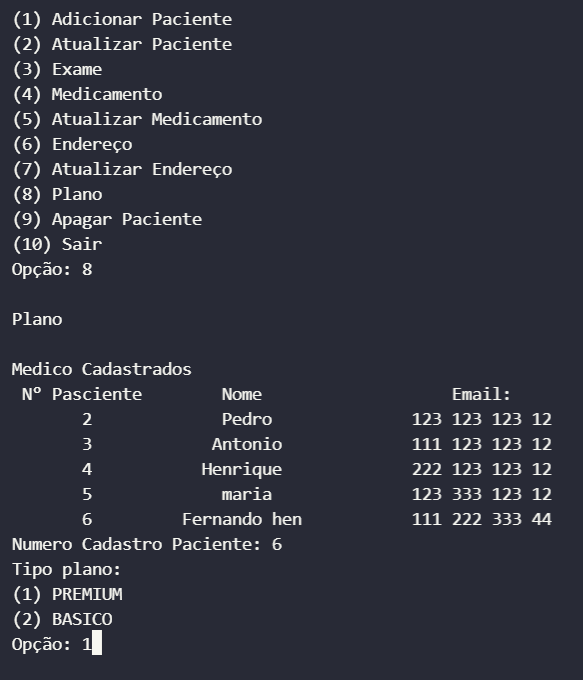 (1) Adicionar Paciente
(2) Atualizar Paciente
(3) Exame
(4) Medicamento
(5) Atualizar Medicamento
(6) Endereço
(7) Atualizar Endereço
(8) Plano
(9) Apagar Paciente
(10) Sair
Opção: 8
Plano
Medico Cadastrados
Nº Pasciente Nome Email:
2 Pedro 123 123 123 12
3 Antonio 111 123 123 12
4 Henrique 222 123 123 12
5 maria 123 333 123 12
6 Fernando hen 111 222 333 44
Numero Cadastro Paciente: 6
Tipo plano:
(1) PREMIUM
(2) BASICO
Opção: 1